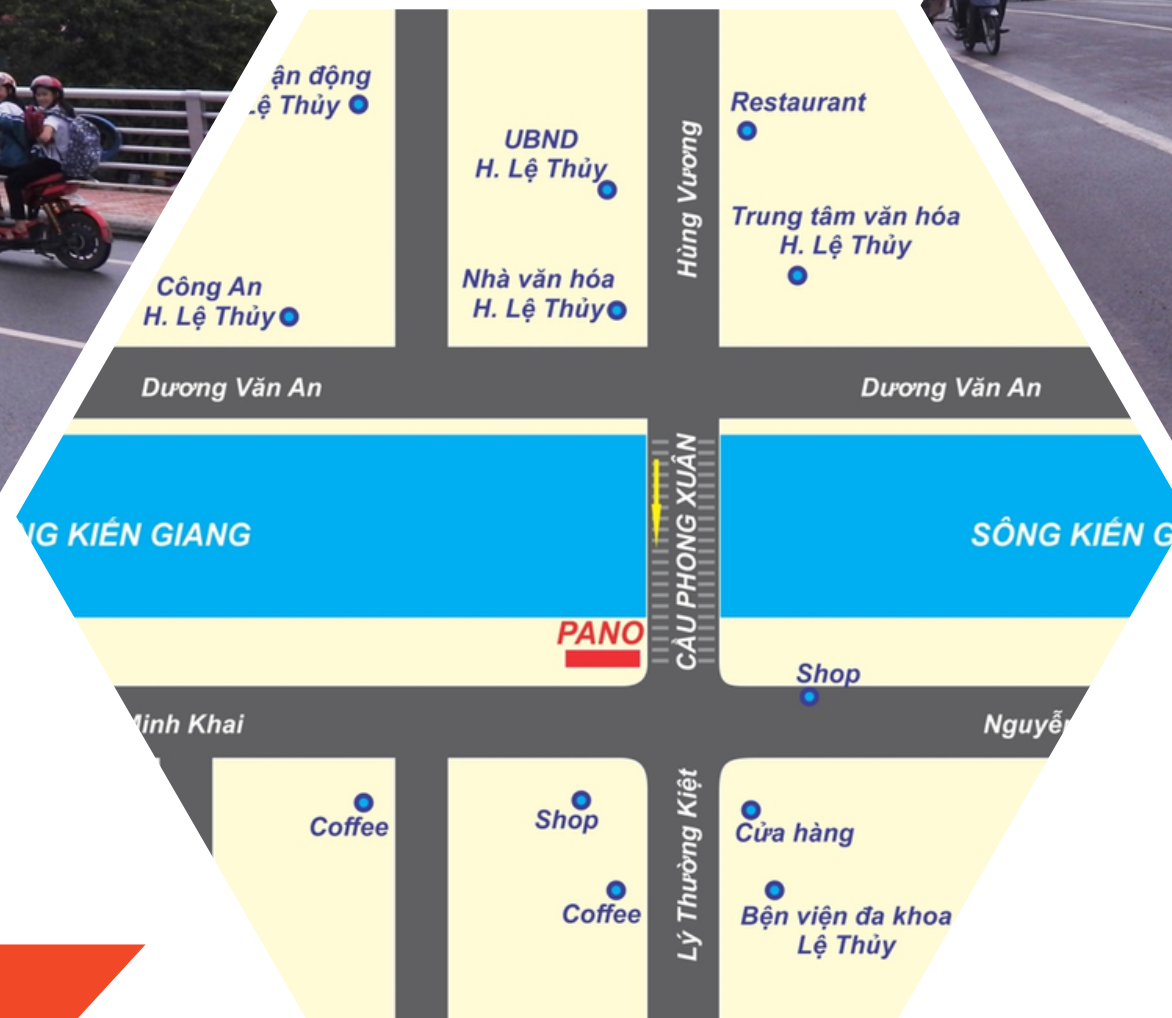 ận động
Lệ Thủy
UBND
H. Lệ Thủy
Hùng Vương
Restaurant
Trung tâm văn hóa
H. Lệ Thủy
Công An
H. Lệ Thủy
Nhà văn hóa
H. Lệ Thủy
Dương Văn An
Dương Văn An
NG KIẾN GIANG
CẦU PHONG XUÂN
SÔNG KIẾN G
PANO
Shop
Minh Khai
Nguyễ
Lý Thường Kiệt
Coffee
Shop
Cửa hàng
Coffee
Bện viện đa khoa
Lệ Thủy